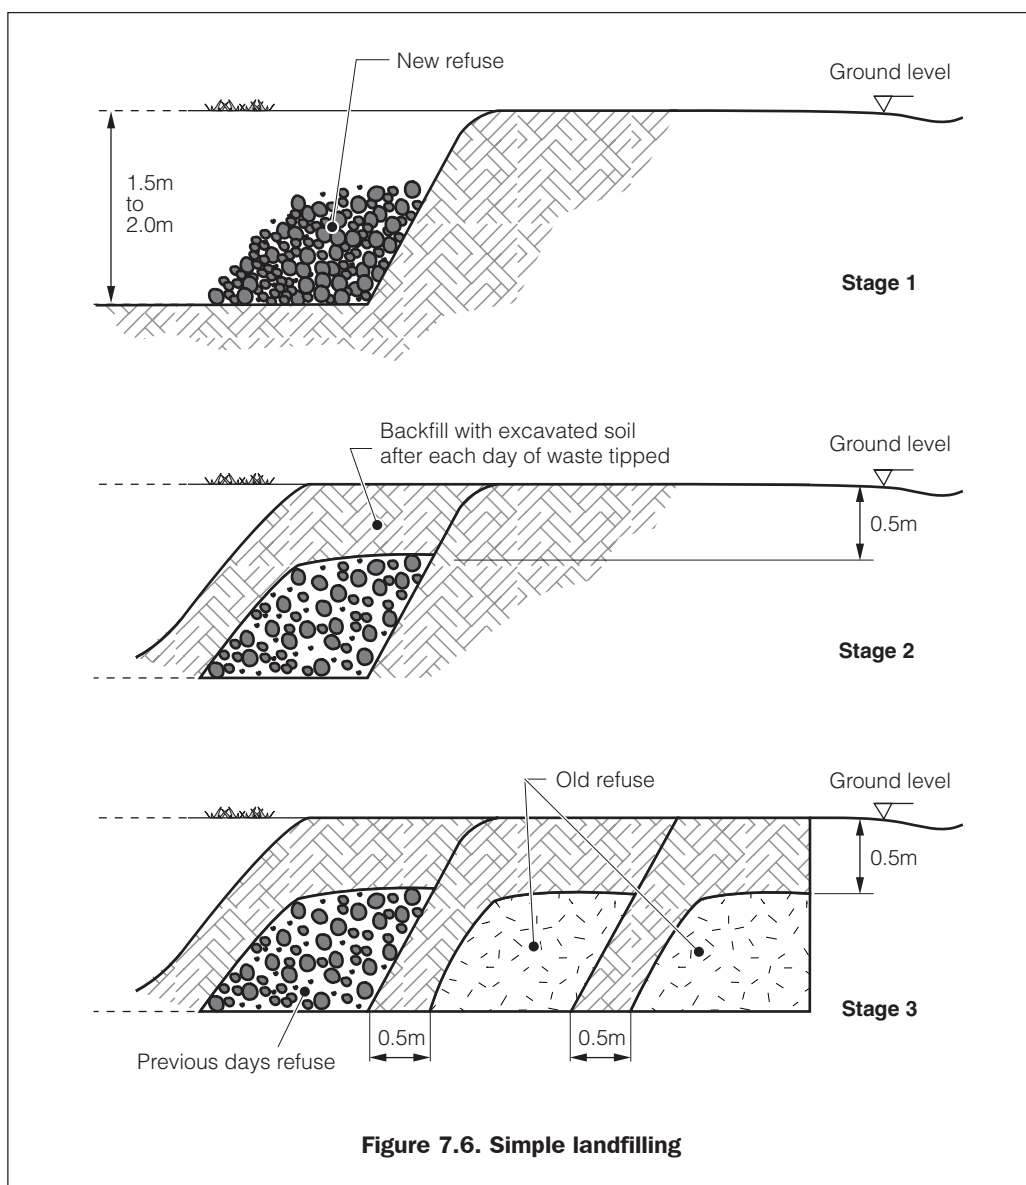 New refuse
Ground level
1.5m
to
2.0m
Stage 1
Backfill with excavated soil
after each day of waste tipped
Ground level
0.5m
Stage 2
Old refuse
Ground level
0.5m
Stage 3
0.5m
0.5m
Previous days refuse
Figure 7.6. Simple landfilling